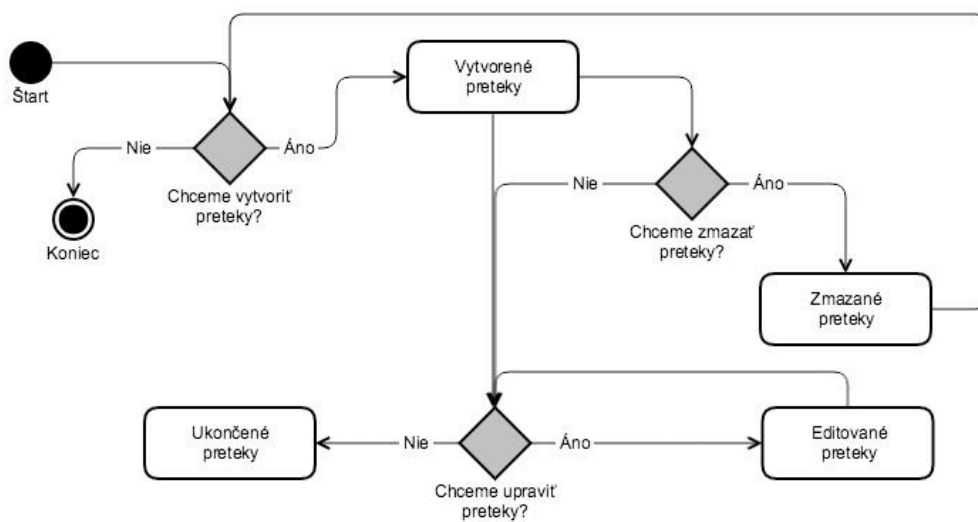 Štart
Vytvorené
preteky
Nie
Áno
Chceme vytvoriť
preteky?
Koniec
Nie
Áno
Chceme zmazať
preteky?
Zmazané
preteky
Ukončené
preteky
Nie
Áno
Chceme upraviť
preteky?
Editované
preteky